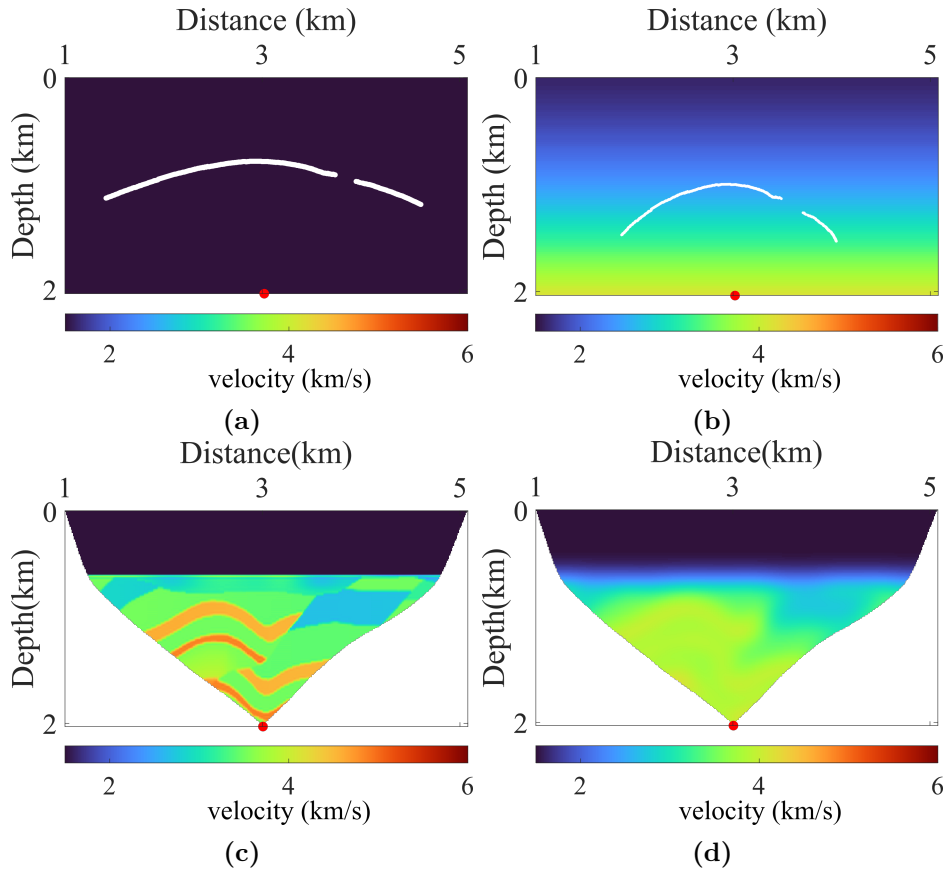 Distance (km)
1 3 5
0
Depth (km)
2
2 4 6
velocity (km/s)
(a)
Distance (km)
1 3 5
0
Depth (km)
2
2 4 6
velocity (km/s)
(b)
Distance(km)
1 3 5
0
Depth(km)
2
2 4 6
velocity (km/s)
(c)
Distance(km)
1 3 5
0
Depth(km)
2
2 4 6
velocity (km/s)
(d)